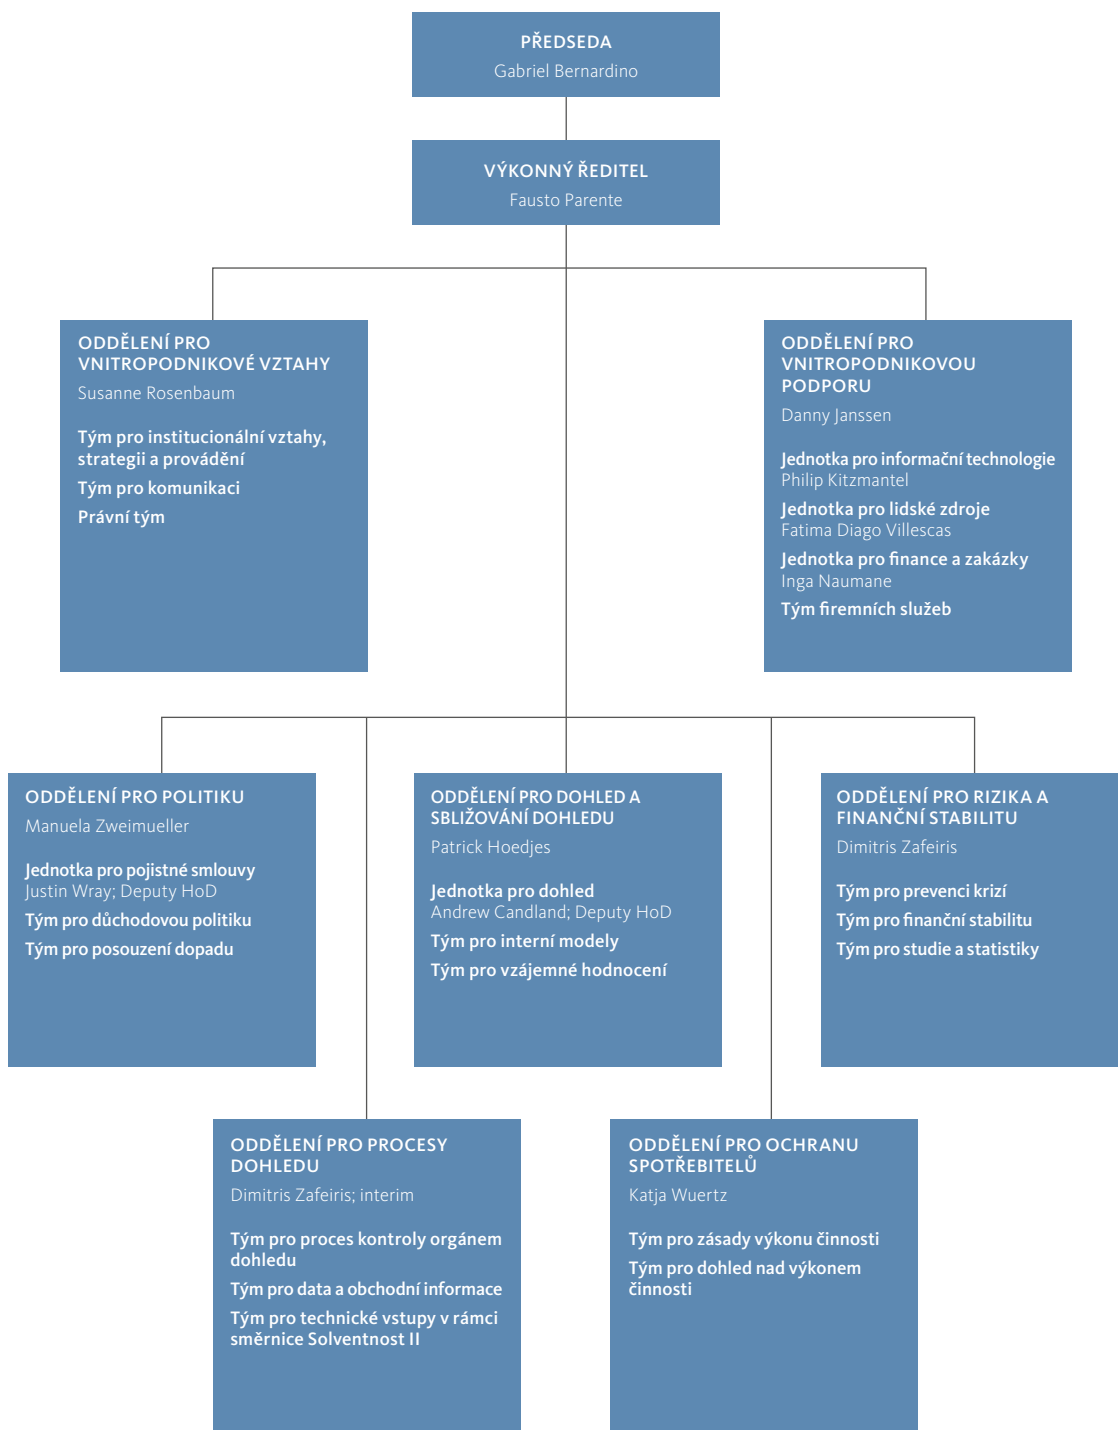 PŘEDSEDA
Gabriel Bernardino
VÝKONNÝ ŘEDITEL
Fausto Parente
ODDĚLENÍ PRO
VNITROPODNIKOVÉ VZTAHY
Susanne Rosenbaum
Tým pro institucionální vztahy,
strategii a provádění
Tým pro komunikaci
Právní tým
ODDĚLENÍ PRO
VNITROPODNIKOVOU
PODPORU
Danny Janssen
Jednotka pro informační technologie
Philip Kitzmantel
Jednotka pro lidské zdroje
Fatima Diago Villescas
Jednotka pro finance a zakázky
Inga Naumane
Tým firemních služeb
ODDĚLENÍ PRO POLITIKU
Manuela Zweimueller
Jednotka pro pojistné smlouvy
Justin Wray; Deputy HoD
Tým pro důchodovou politiku
Tým pro posouzení dopadu
ODDĚLENÍ PRO DOHLED A
SBLIŽOVÁNÍ DOHLEDU
Patrick Hoedjes
Jednotka pro dohled
Andrew Candland; Deputy HoD
Tým pro interní modely
Tým pro vzájemné hodnocení
ODDĚLENÍ PRO RIZIKA A
FINANČNÍ STABILITU
Dimitris Zafeiris
Tým pro prevenci krizí
Tým pro finanční stabilitu
Tým pro studie a statistiky
ODDĚLENÍ PRO PROCESY
DOHLEDU
Dimitris Zafeiris; interim
Tým pro proces kontroly orgánem
dohledu
Tým pro data a obchodní informace
Tým pro technické vstupy v rámci
směrnice Solventnost II
ODDĚLENÍ PRO OCHRANU
SPOTŘEBITELŮ
Katja Wuertz
Tým pro zásady výkonu činnosti
Tým pro dohled nad výkonem
činnosti